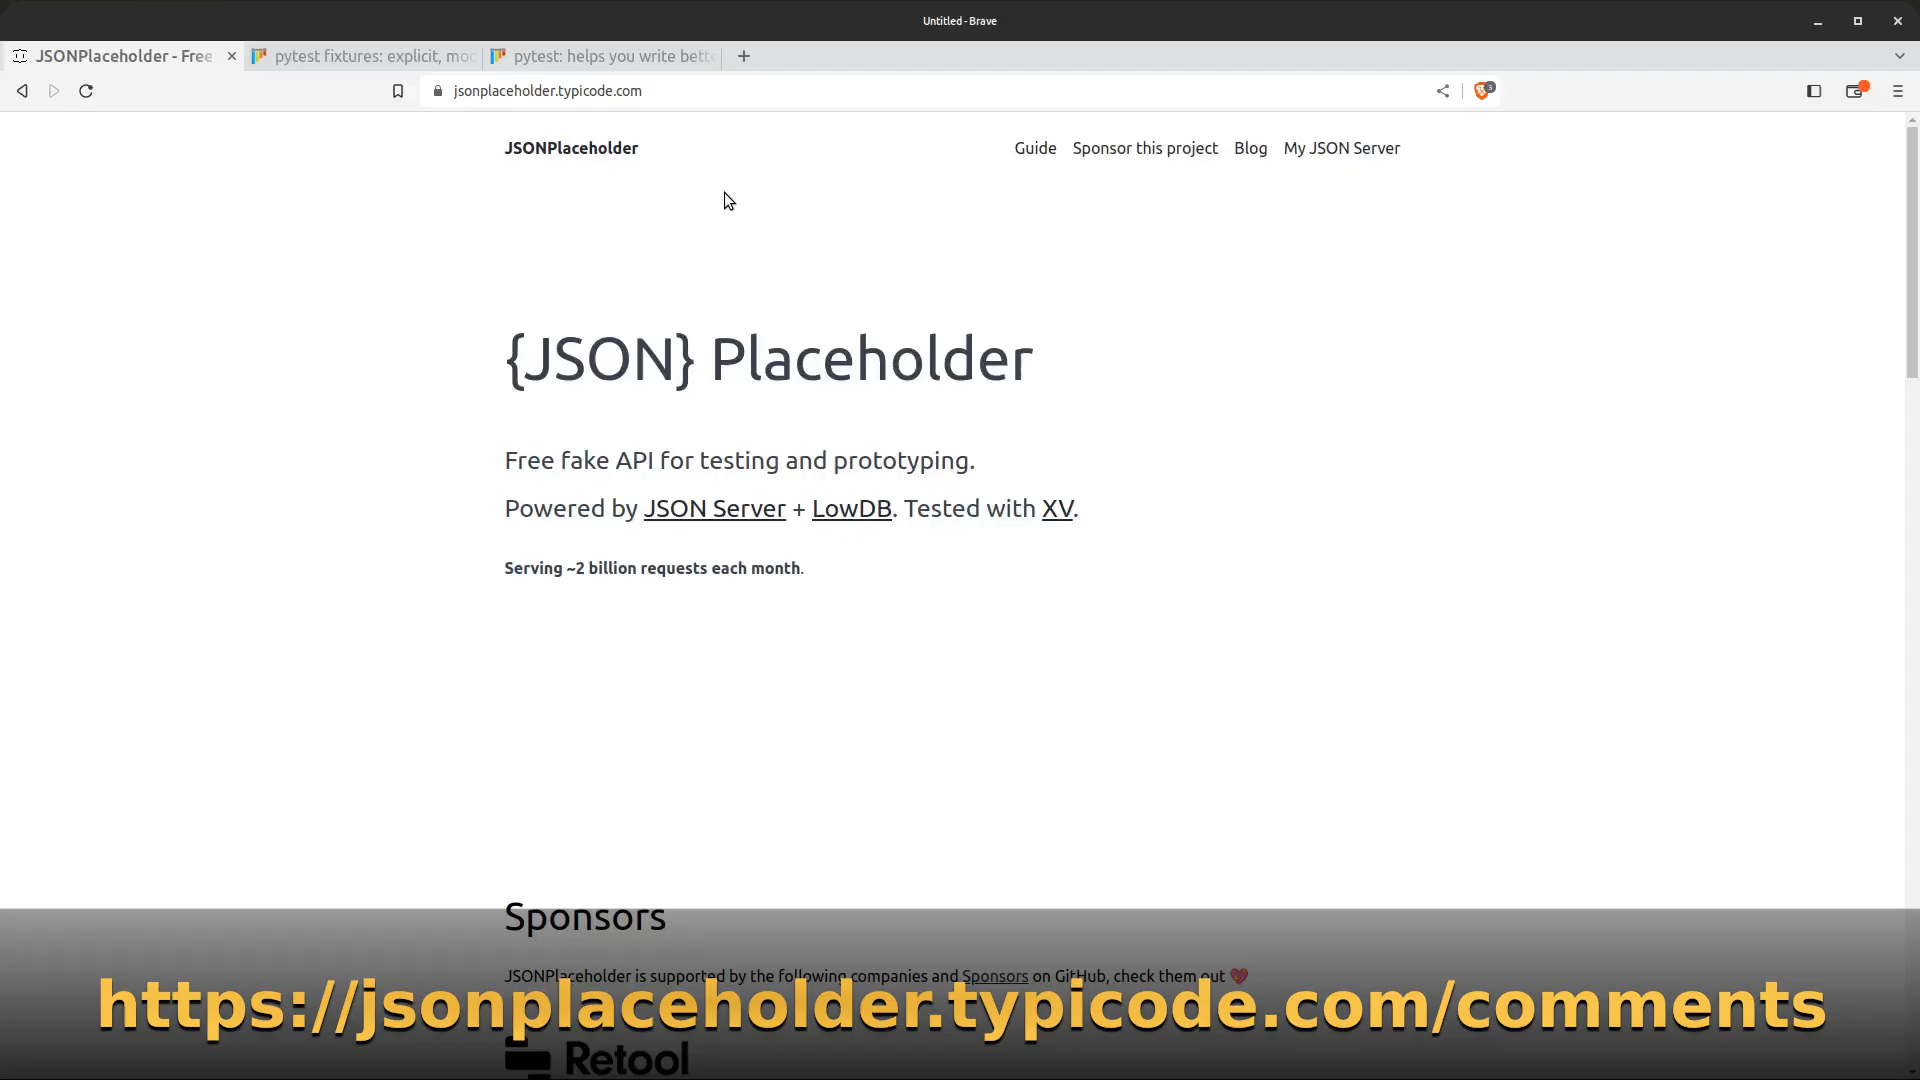 Untitled - Brave
JSONPlaceholder - Free
pytest fixtures: explicit, mod
pytest: helps you write bette
jsonplaceholder.typicode.com
3
JSONPlaceholder
Guide Sponsor this project Blog My JSON Server
{JSON} Placeholder
Free fake API for testing and prototyping.
Powered by JSON Server + LowDB. Tested with XV.
Serving ~2 billion requests each month.
Sponsors
JSONPlaceholder is supported by the following companies and Sponsors on GitHub, check them out 💖
https://jsonplaceholder.typicode.com/comments
Retool